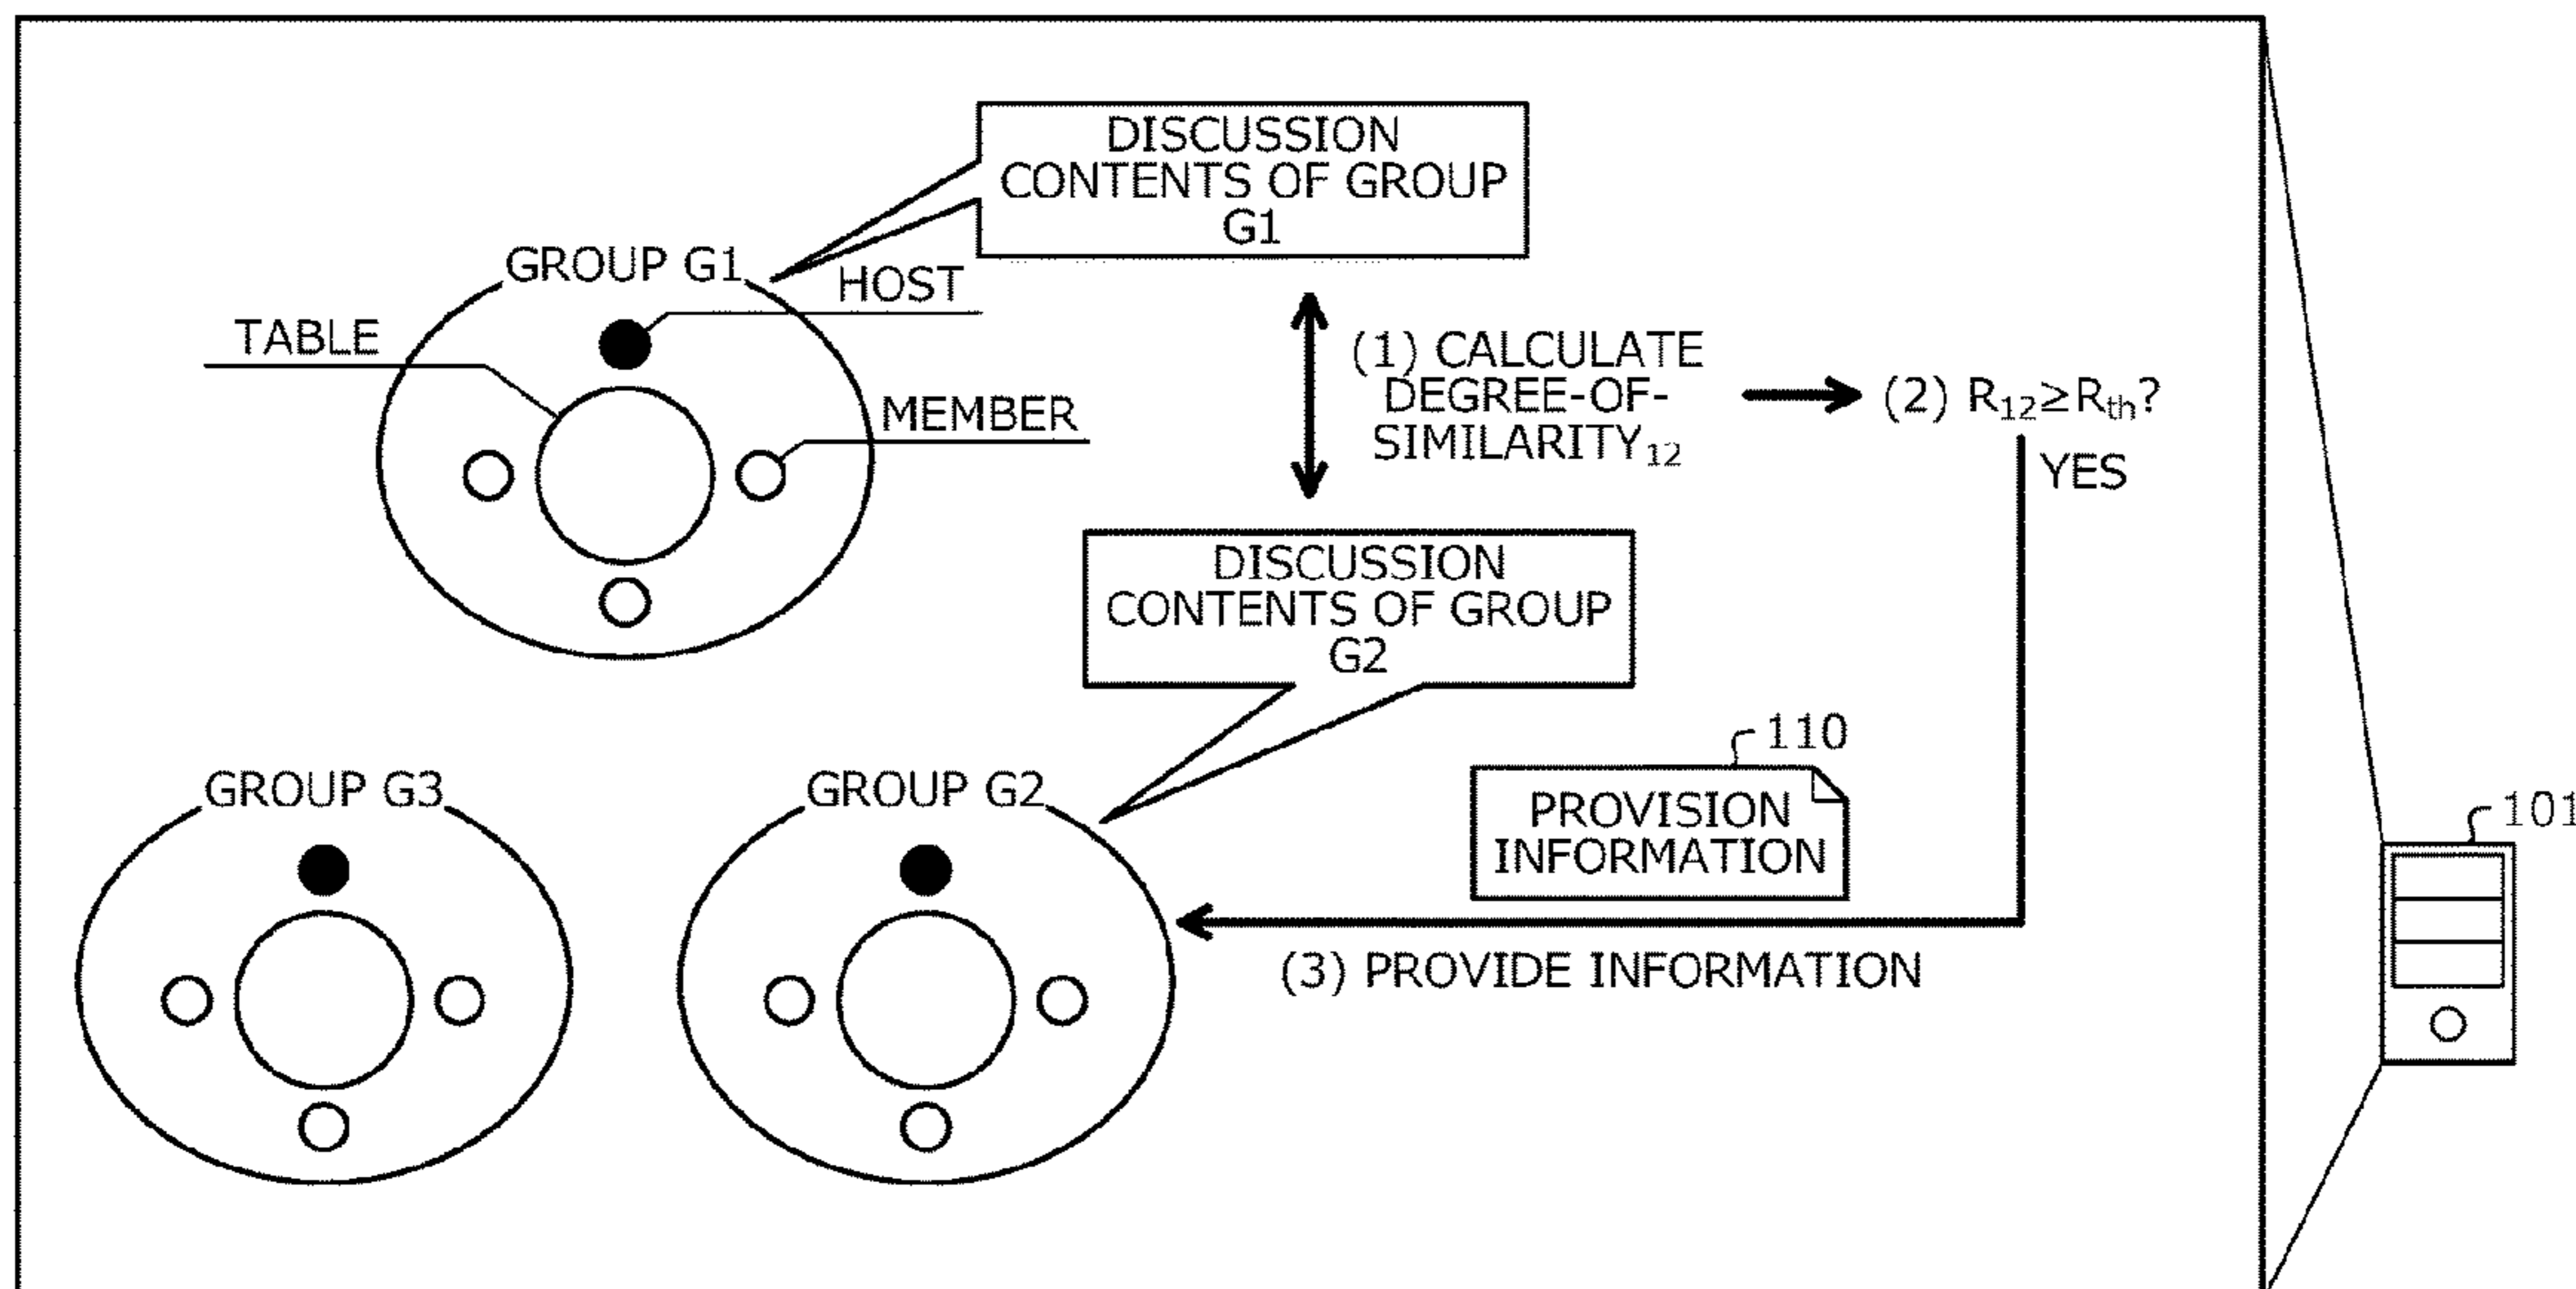 DISCUSSION
CONTENTS OF GROUP
G1
GROUP G1
HOST
TABLE
MEMBER
(1) CALCULATE
DEGREE-OF-
SIMILARITY₁₂
(2) R₁₂≥Rth?
YES
DISCUSSION
CONTENTS OF GROUP
G2
110
PROVISION
INFORMATION
GROUP G3
GROUP G2
101
(3) PROVIDE INFORMATION